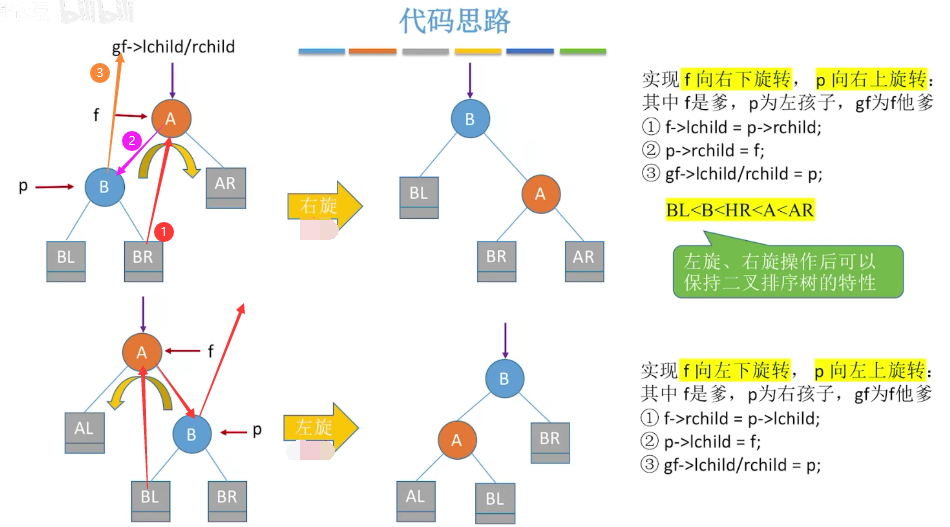 bilibili
代码思路
gf->lchild/rchild
③
f
A
②
p
B
AR
BL
BR
①
右旋
B
BL
A
BR
AR
实现 f 向右下旋转， p 向右上旋转：
其中 f是爹，p为左孩子，gf为f他爹
① f->lchild = p->rchild;
② p->rchild = f;
③ gf->lchild/rchild = p;
BL<B<HR<A<AR
左旋、右旋操作后可以
保持二叉排序树的特性
A
f
AL
B
p
BL
BR
左旋
B
A
BR
AL
BL
实现 f 向左下旋转， p 向左上旋转：
其中 f是爹，p为右孩子，gf为f他爹
① f->rchild = p->lchild;
② p->lchild = f;
③ gf->lchild/rchild = p;